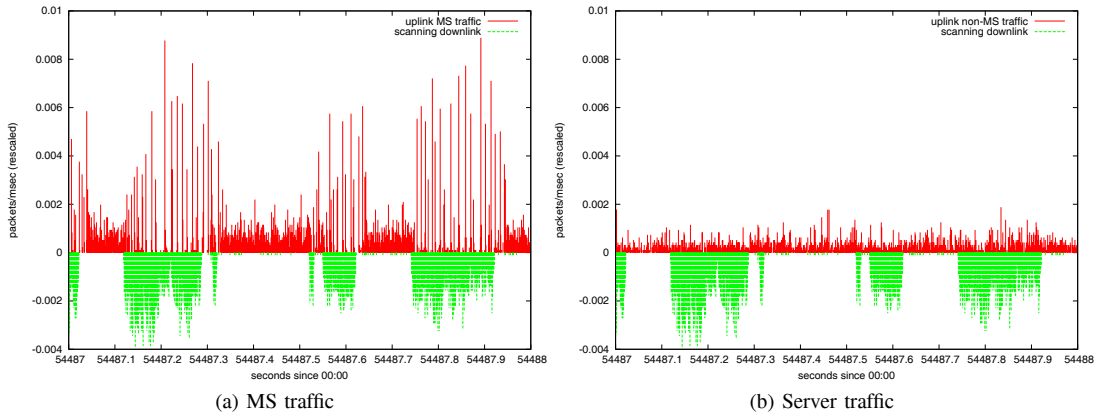 0.01
0.008
0.006
0.004
0.002
0
-0.002
-0.004
packets/msec (rescaled)
uplink MS traffic
scanning downlink
54487 54487.1 54487.2 54487.3 54487.4 54487.5 54487.6 54487.7 54487.8 54487.9 54488
seconds since 00:00
(a) MS traffic
0.01
0.008
0.006
0.004
0.002
0
-0.002
-0.004
packets/msec (rescaled)
uplink non-MS traffic
scanning downlink
54487 54487.1 54487.2 54487.3 54487.4 54487.5 54487.6 54487.7 54487.8 54487.9 54488
seconds since 00:00
(b) Server traffic